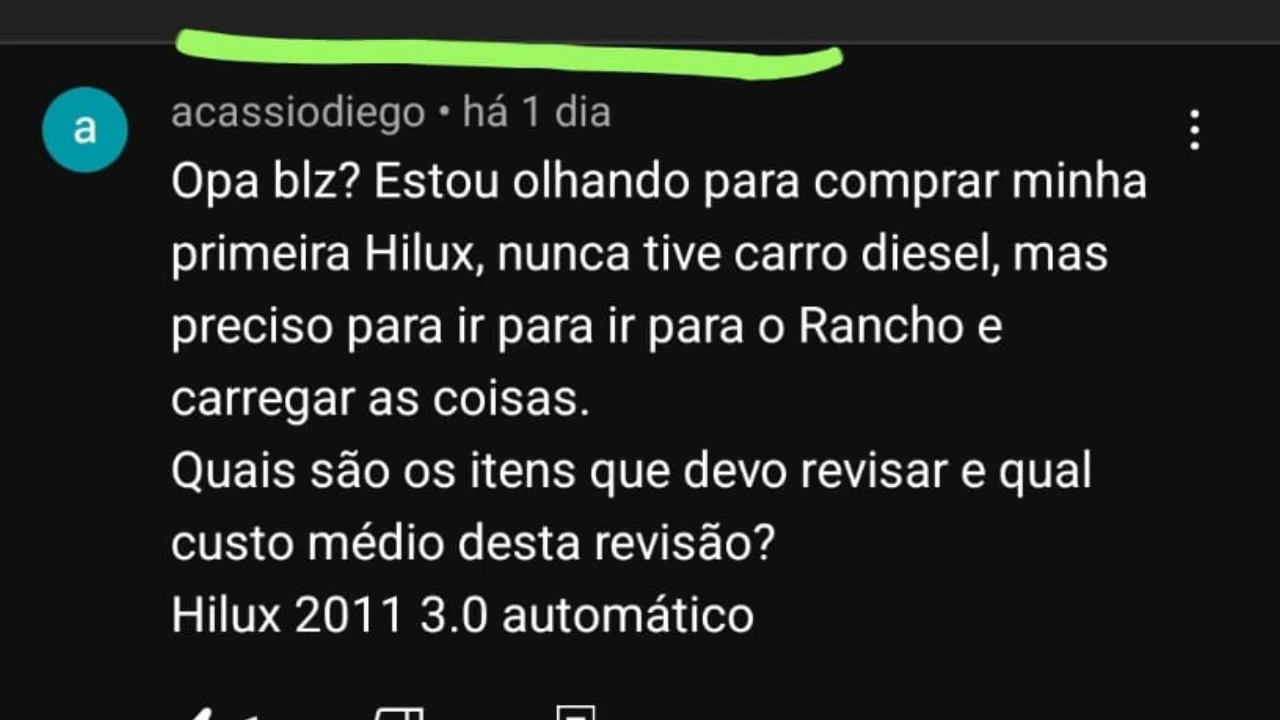 a
acassiodiego • há 1 dia
Opa blz? Estou olhando para comprar minha
primeira Hilux, nunca tive carro diesel, mas
preciso para ir para ir para o Rancho e
carregar as coisas.
Quais são os itens que devo revisar e qual
custo médio desta revisão?
Hilux 2011 3.0 automático